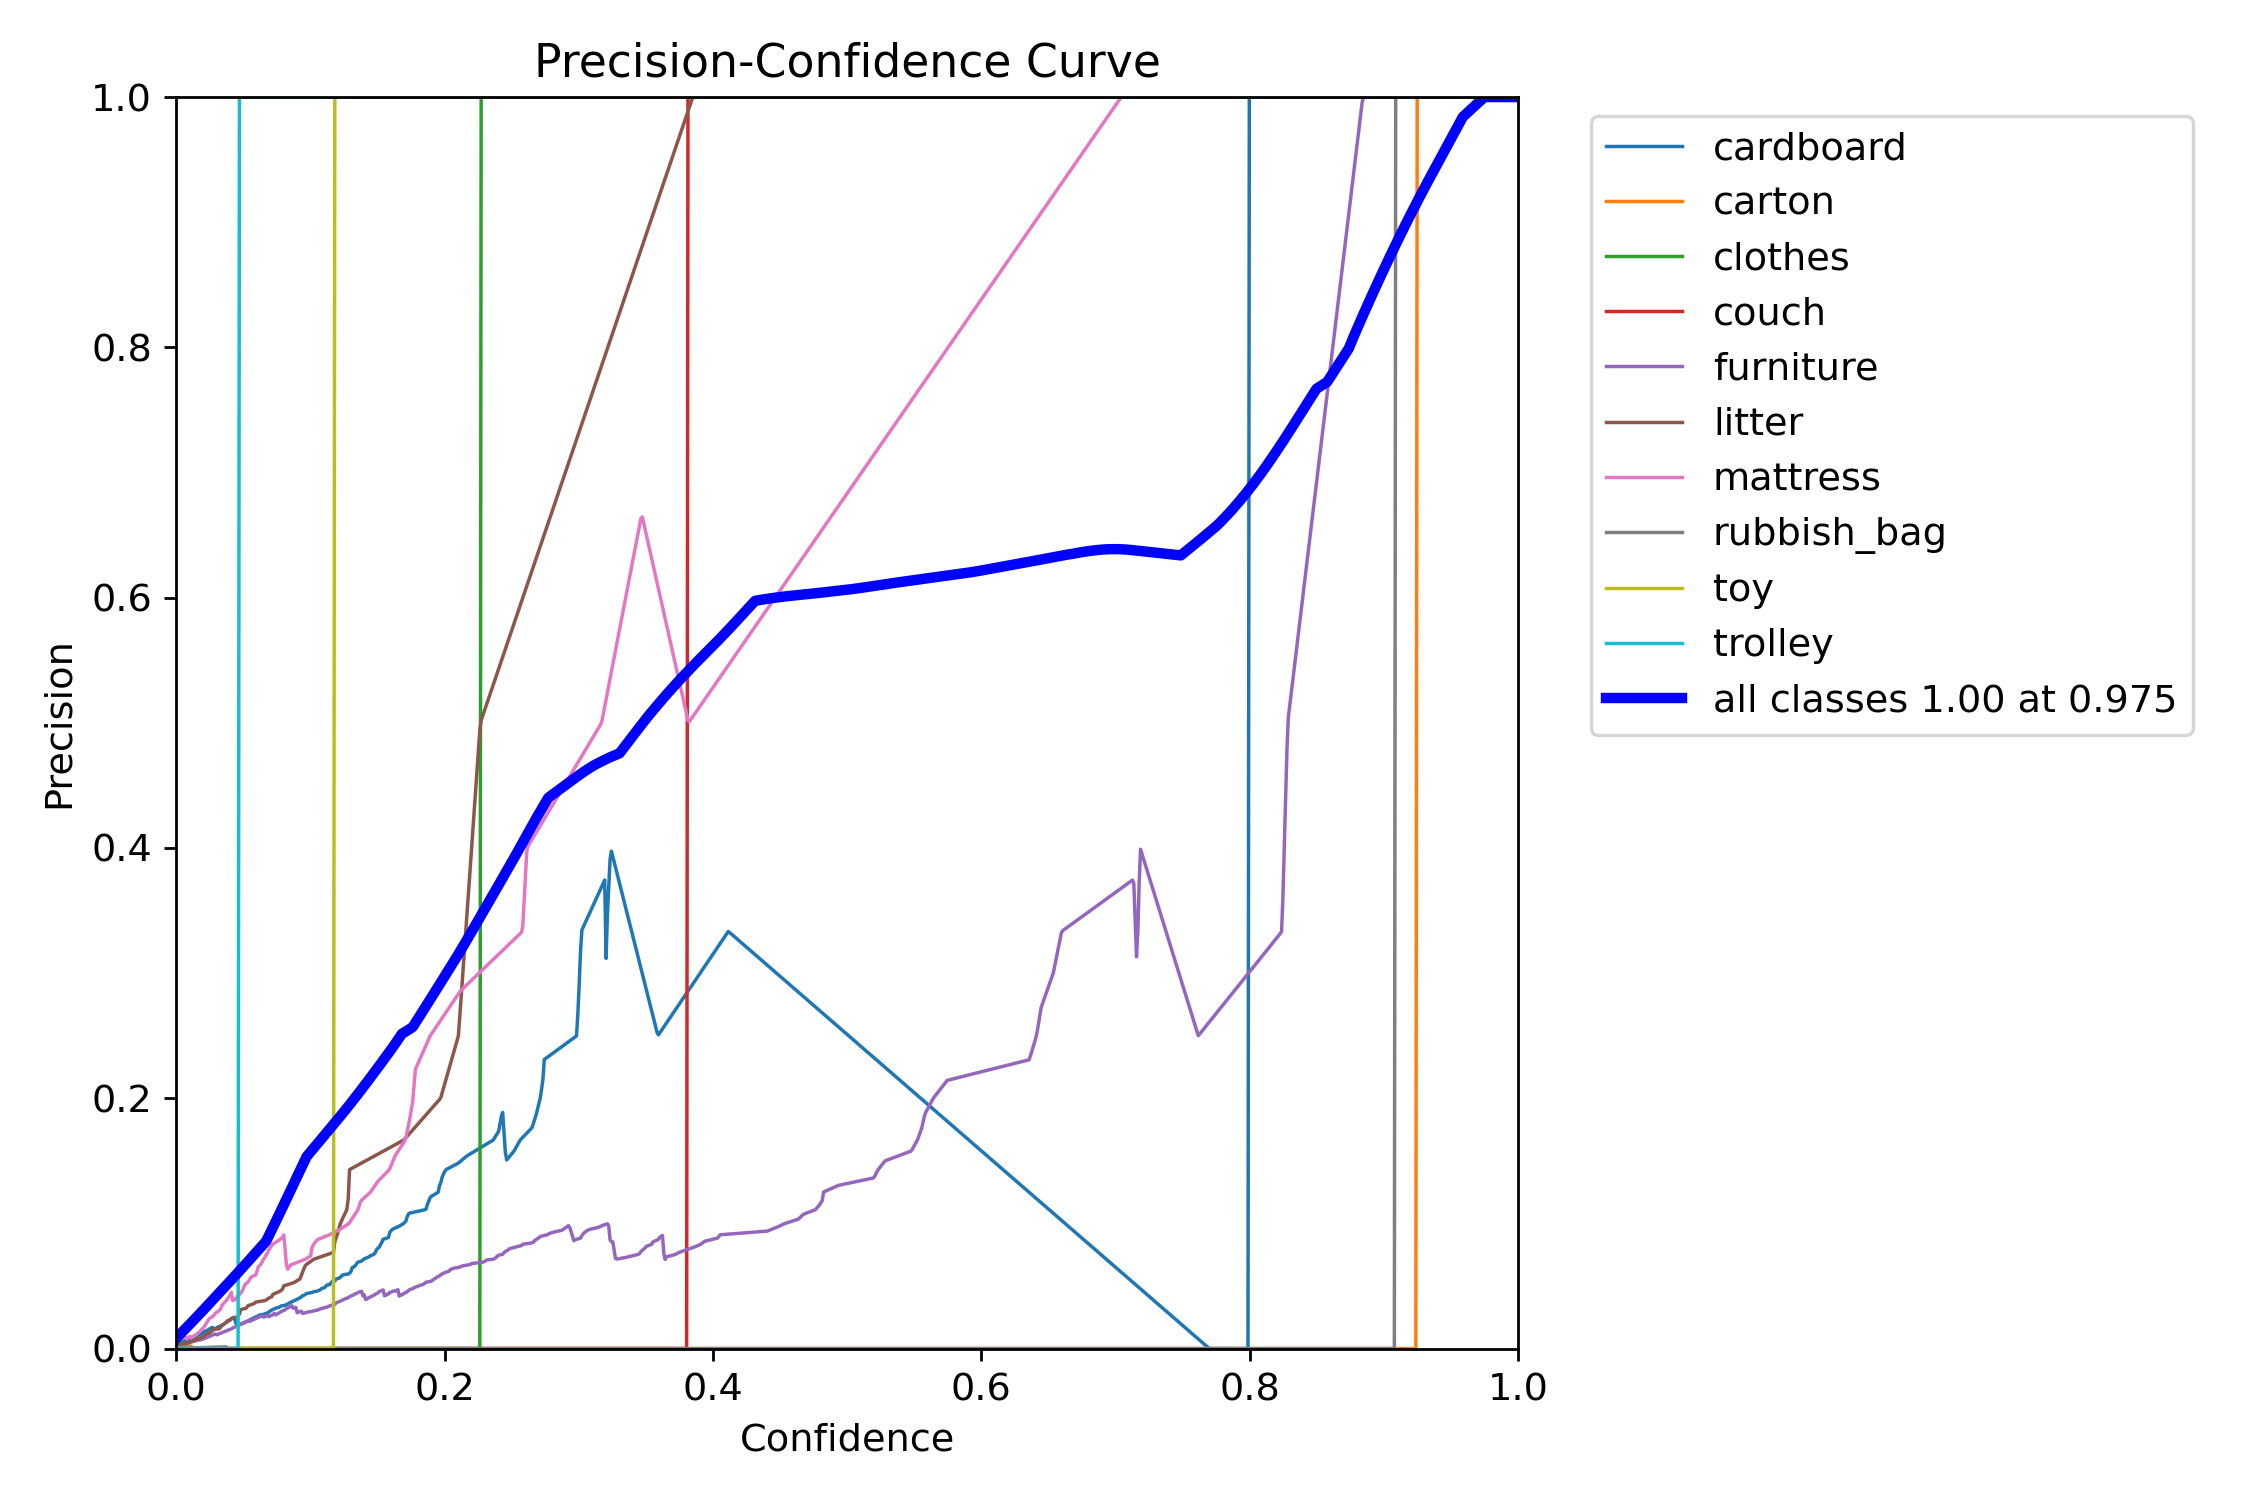 Precision-Confidence Curve
1.0
0.8
0.6
0.4
0.2
0.0
Precision
0.0 0.2 0.4 0.6 0.8 1.0
Confidence
cardboard
carton
clothes
couch
furniture
litter
mattress
rubbish_bag
toy
trolley
all classes 1.00 at 0.975